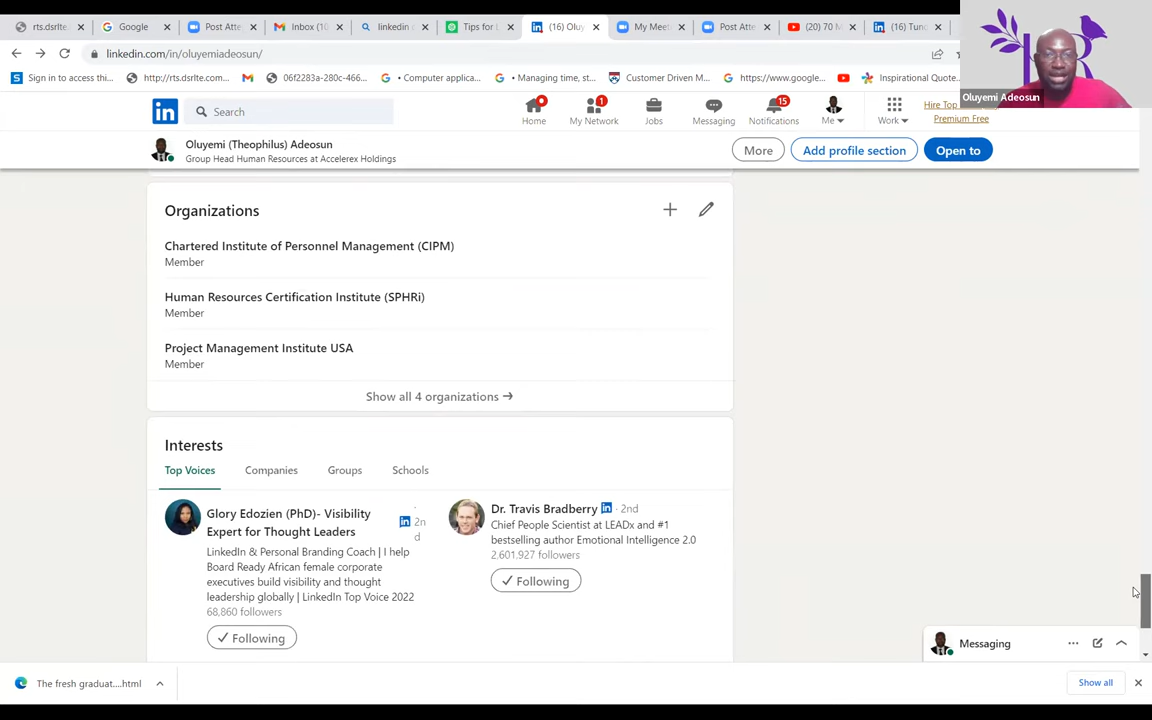 rts.dsrlte
Google
Post Atte
Inbox (10
linkedin c
Tips for L
(16) Oluy
My Meeti
Post Atte
(20) 70 M
(16) Tund
linkedin.com/in/oluyemiadeosun/
Oluyemi Adeosun
Sign in to access thi...
http://rts.dsrlte.com...
06f2283a-280c-466...
• Computer applica...
• Managing time, st...
Customer Driven M...
https://www.google...
Inspirational Quote...
Search
Home
1
My Network
Jobs
Messaging
15
Notifications
Me
Work
Hire Top
Premium Free
Oluyemi (Theophilus) Adeosun
Group Head Human Resources at Accelerex Holdings
More
Add profile section
Open to
Organizations
Chartered Institute of Personnel Management (CIPM)
Member
Human Resources Certification Institute (SPHRi)
Member
Project Management Institute USA
Member
Show all 4 organizations →
Interests
Top Voices
Companies
Groups
Schools
Glory Edozien (PhD)- Visibility
Expert for Thought Leaders
· 2nd
LinkedIn & Personal Branding Coach | I help
Board Ready African female corporate
executives build visibility and thought
leadership globally | LinkedIn Top Voice 2022
68,860 followers
Following
Dr. Travis Bradberry
· 2nd
Chief People Scientist at LEADx and #1
bestselling author Emotional Intelligence 2.0
2,601,927 followers
Following
Messaging
The fresh graduat....html
Show all